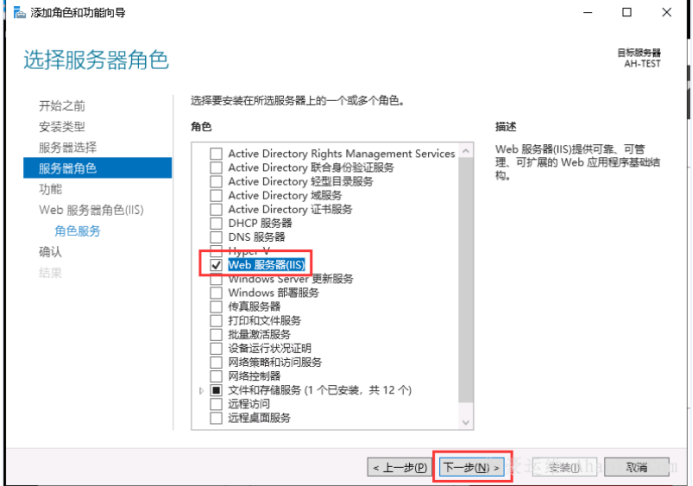 添加角色和功能向导
选择服务器角色
目标服务器
AH-TEST
开始之前
安装类型
服务器选择
服务器角色
功能
Web 服务器角色(IIS)
角色服务
确认
结果
选择要安装在所选服务器上的一个或多个角色。
角色
Active Directory Rights Management Services
Active Directory 联合身份验证服务
Active Directory 轻型目录服务
Active Directory 域服务
Active Directory 证书服务
DHCP 服务器
DNS 服务器
Hyper-V
Web 服务器(IIS)
Windows Server 更新服务
Windows 部署服务
传真服务器
打印和文件服务
批量激活服务
设备运行状况证明
网络策略和访问服务
网络控制器
文件和存储服务 (1 个已安装，共 12 个)
远程访问
远程桌面服务
描述
Web 服务器(IIS)提供可靠、可管
理、可扩展的 Web 应用程序基础结
构。
< 上一步(P)
下一步(N) >
安装(I)
取消